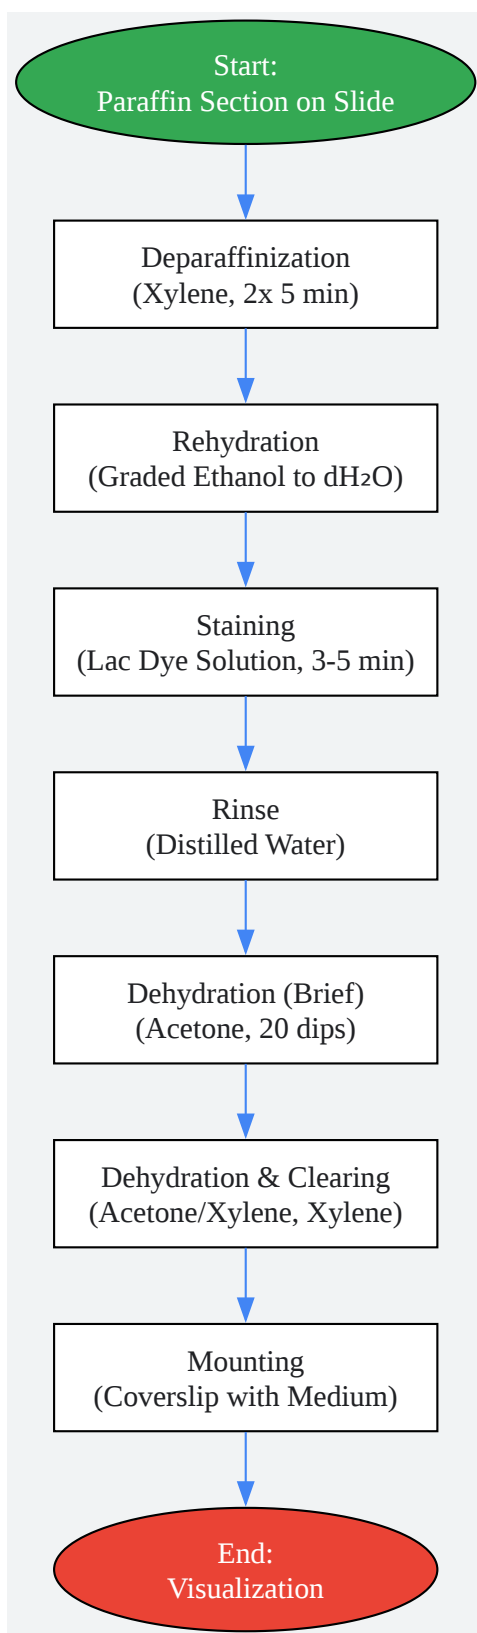 Start:
Paraffin Section on Slide
Deparaffinization
(Xylene, 2x 5 min)
Rehydration
(Graded Ethanol to dH₂O)
Staining
(Lac Dye Solution, 3-5 min)
Rinse
(Distilled Water)
Dehydration (Brief)
(Acetone, 20 dips)
Dehydration & Clearing
(Acetone/Xylene, Xylene)
Mounting
(Coverslip with Medium)
End:
Visualization